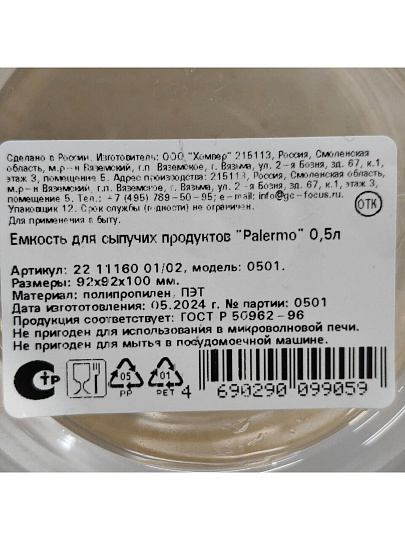 Сделано в России. Изготовитель: ООО "Хомвер" 215113, Россия, Смоленская
область, м.р-н Вяземский, г.п. Вяземское, г. Вязьма, ул. 2-я Бозня, зд. 67, к.1,
этаж 3, помещение 5. Адрес производства: 215113, Россия, Смоленская область,
м.р-н Вяземский, г.п. Вяземское, г. Вязьма, ул. 2-я Бозня, зд. 67, к.1, этаж 3,
помещение 5. Тел.: +7 (495) 789-50-95; e-mail: info@gc-focus.ru.
Упаковщик 12. Срок службы (годности) не ограничен.
Для применения в быту.
ОТК
Емкость для сыпучих продуктов "Palermo" 0,5л
Артикул: 22 11160 01/02, модель: 0501.
Размеры: 92х92х100 мм.
Материал: полипропилен, ПЭТ
Дата изготовления: 05.2024 г. № партии: 0501
Продукция соответствует: ГОСТ Р 50962-96
Не пригоден для использования в микроволновой печи.
Не пригоден для мытья в посудомоечной машине.
СТР
05
PP
01
PET
4 690290 099059